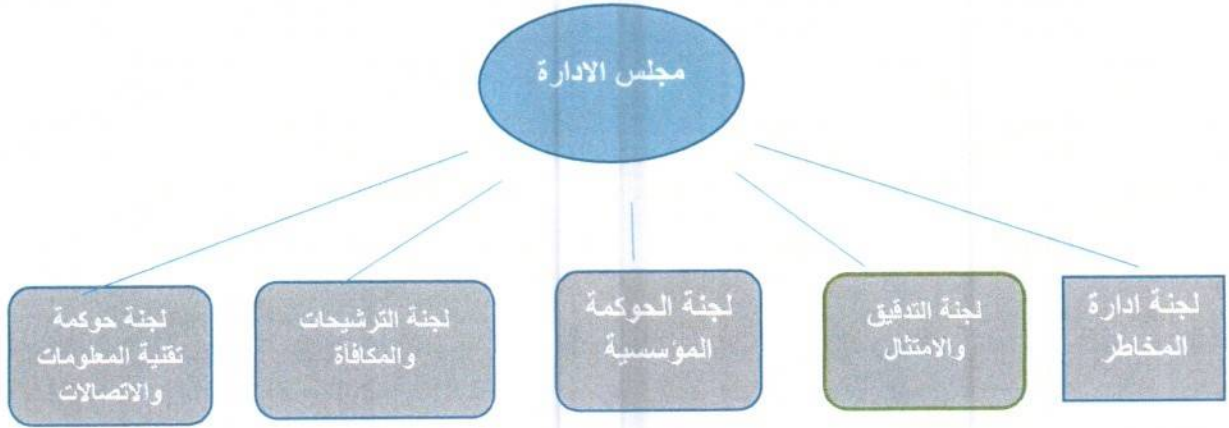 مجلس الادارة
لجنة ادارة
المخاطر
لجنة التدقيق
والامتثال
لجنة الحوكمة
المؤسسية
لجنة الترشيحات
والمكافأة
لجنة حوكمة
تقنية المعلومات
والاتصالات